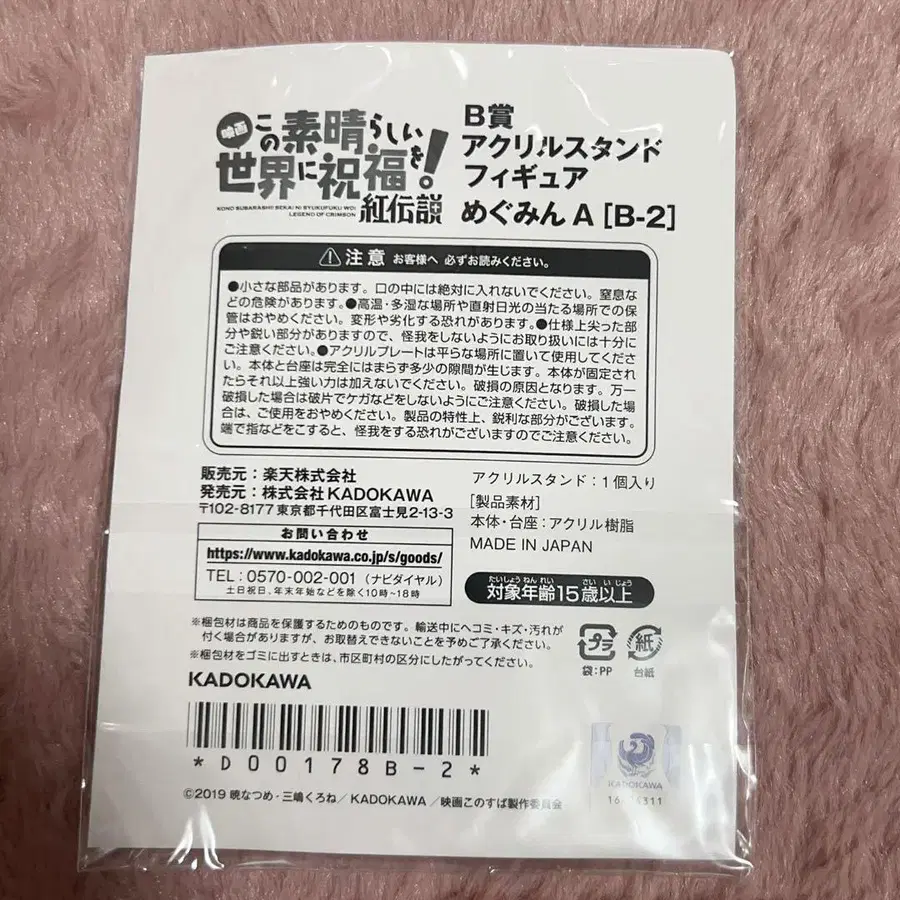 映画
この素晴らしい
世界に祝福を!
KONO SUBARASHII SEKAI NI SYUKUFUKU WO!
LEGEND OF CRIMSON
紅伝説
B賞
アクリルスタンド
フィギュア
めぐみん A [B-2]
注意 お客様へ 必ずお読みください。
●小さな部品があります。口の中には絶対に入れないでください。窒息な
どの危険があります。●高温・多湿な場所や直射日光の当たる場所での保
管はおやめください。変形や劣化する恐れがあります。●仕様上尖った部
分や鋭い部分がありますので、怪我をしないようにお取り扱いには十分に
ご注意ください。●アクリルプレートは平らな場所に置いて使用してくださ
い。本体と台座は完全にはまらず多少の隙間が生じます。本体が固定され
たらそれ以上強い力は加えないでください。破損の原因となります。万一
破損した場合は破片でケガなどをしないようにご注意ください。破損した場
合は、ご使用をおやめください。製品の特性上、鋭利な部分がございます。
端で指などをこすると、怪我をする恐れがございますのでご注意ください。
販売元：楽天株式会社
発売元：株式会社KADOKAWA
〒102-8177 東京都千代田区富士見2-13-3
お問い合わせ
https://www.kadokawa.co.jp/s/goods/
TEL：0570-002-001（ナビダイヤル）
土日祝日、年末年始などを除く10時～18時
アクリルスタンド：1個入り
[製品素材]
本体・台座：アクリル樹脂
MADE IN JAPAN
たいしょうねんれい さいいじょう
対象年齢15歳以上
※梱包材は商品を保護するためのものです。輸送中にヘコミ・キズ・汚れが
付く場合がありますが、お取替えできないことを予めご了承ください。
※梱包材をゴミに出すときは、市区町村の区分にしたがってください。
プラ
袋：PP
紙
台紙
KADOKAWA
*D00178B-2*
KADOKAWA
©2019 暁なつめ・三嶋くろね／KADOKAWA／映画このすば製作委員会